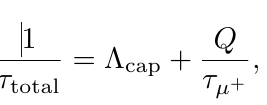 1/τ_total = Λ_cap + Q/τ_μ⁺,